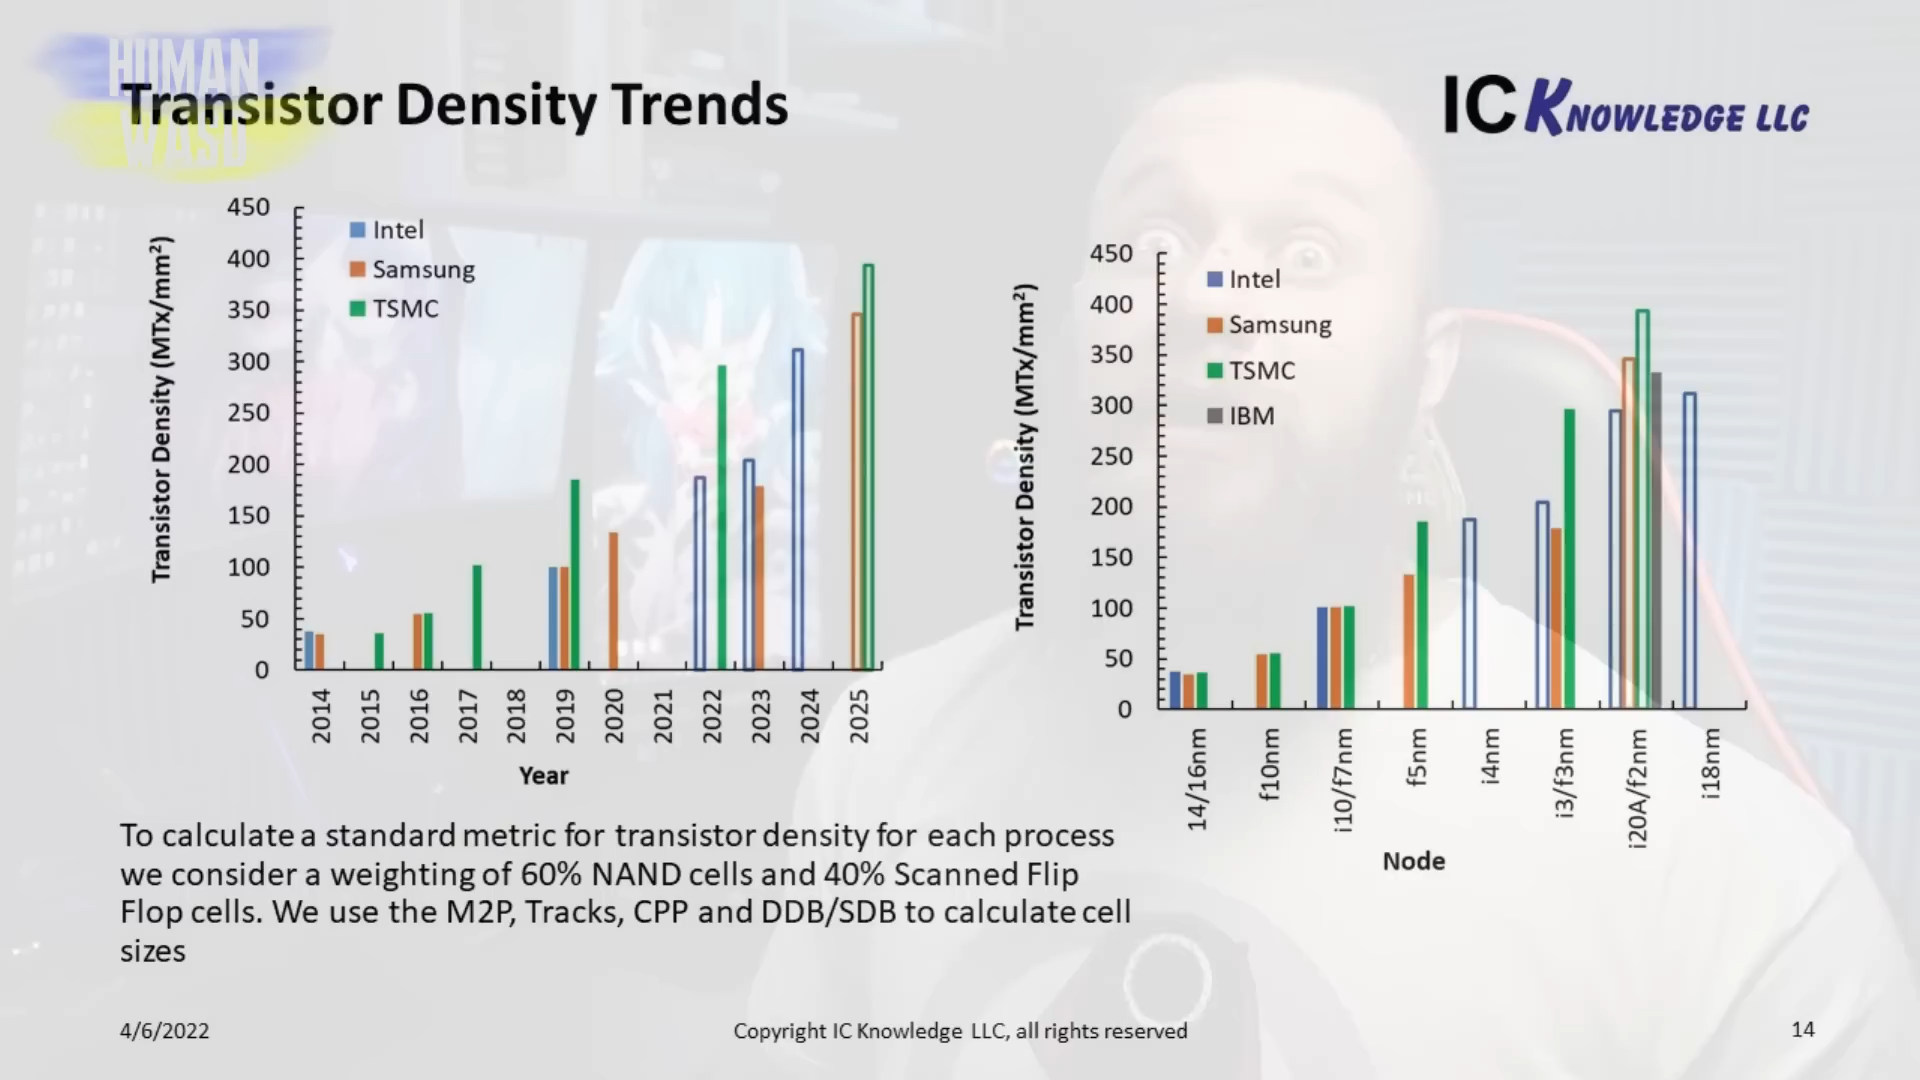 HUMAN
WASD
Transistor Density Trends
IC KNOWLEDGE LLC
450
400
350
300
250
200
150
100
50
0
Transistor Density (MTx/mm²)
Intel
Samsung
TSMC
2014
2015
2016
2017
2018
2019
2020
2021
2022
2023
2024
2025
Year
450
400
350
300
250
200
150
100
50
0
Transistor Density (MTx/mm²)
Intel
Samsung
TSMC
IBM
14/16nm
f10nm
i10/f7nm
f5nm
i4nm
i3/f3nm
i20A/f2nm
i18nm
Node
To calculate a standard metric for transistor density for each process
we consider a weighting of 60% NAND cells and 40% Scanned Flip
Flop cells. We use the M2P, Tracks, CPP and DDB/SDB to calculate cell
sizes
4/6/2022
Copyright IC Knowledge LLC, all rights reserved
14